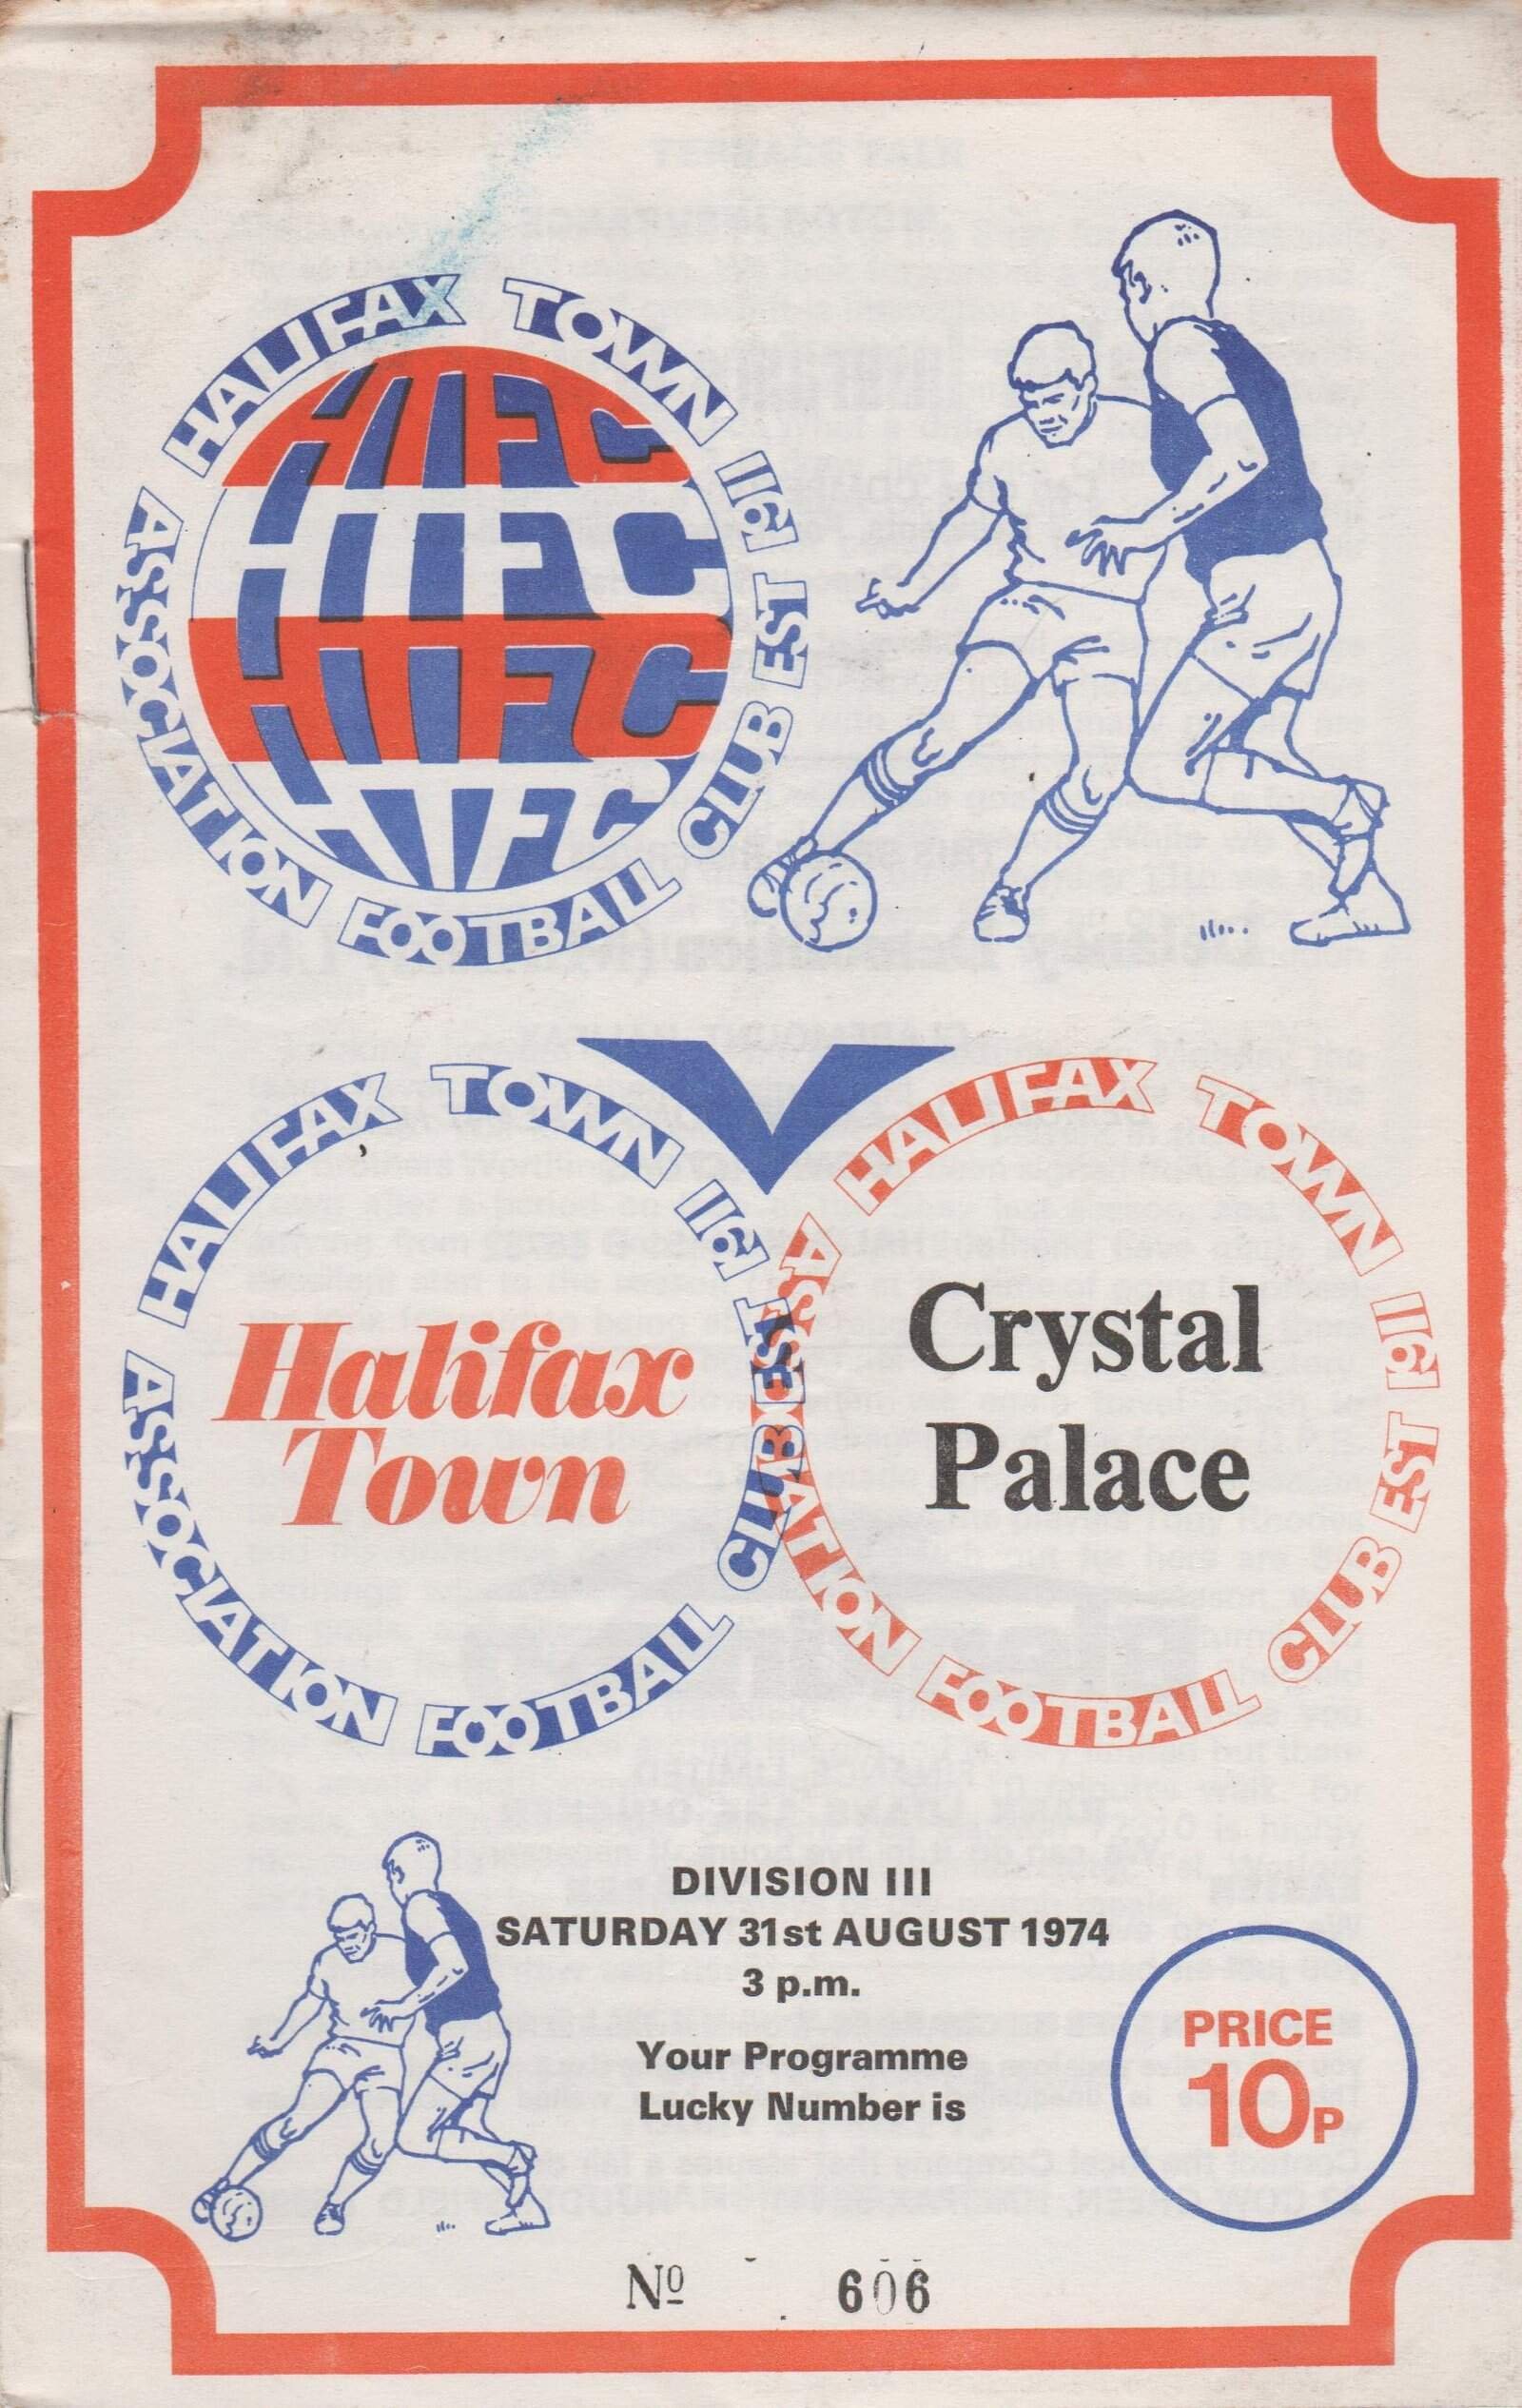 HALIFAX TOWN 1911 EST
ASSOCIATION FOOTBALL CLUB
HTFC
HTFC
HTFC
HTFC
V
HALIFAX TOWN 1911 EST
ASSOCIATION FOOTBALL CLUB
Halifax
Town
HALIFAX TOWN 1911 EST
ASSOCIATION FOOTBALL CLUB
Crystal
Palace
DIVISION III
SATURDAY 31st AUGUST 1974
3 p.m.
Your Programme
Lucky Number is
PRICE
10P
Nº 606